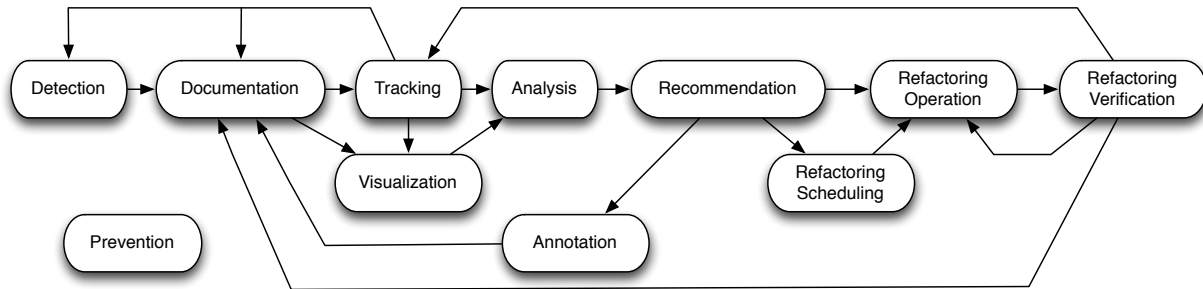 Detection
Documentation
Tracking
Analysis
Recommendation
Refactoring
Operation
Refactoring
Verification
Visualization
Refactoring
Scheduling
Prevention
Annotation